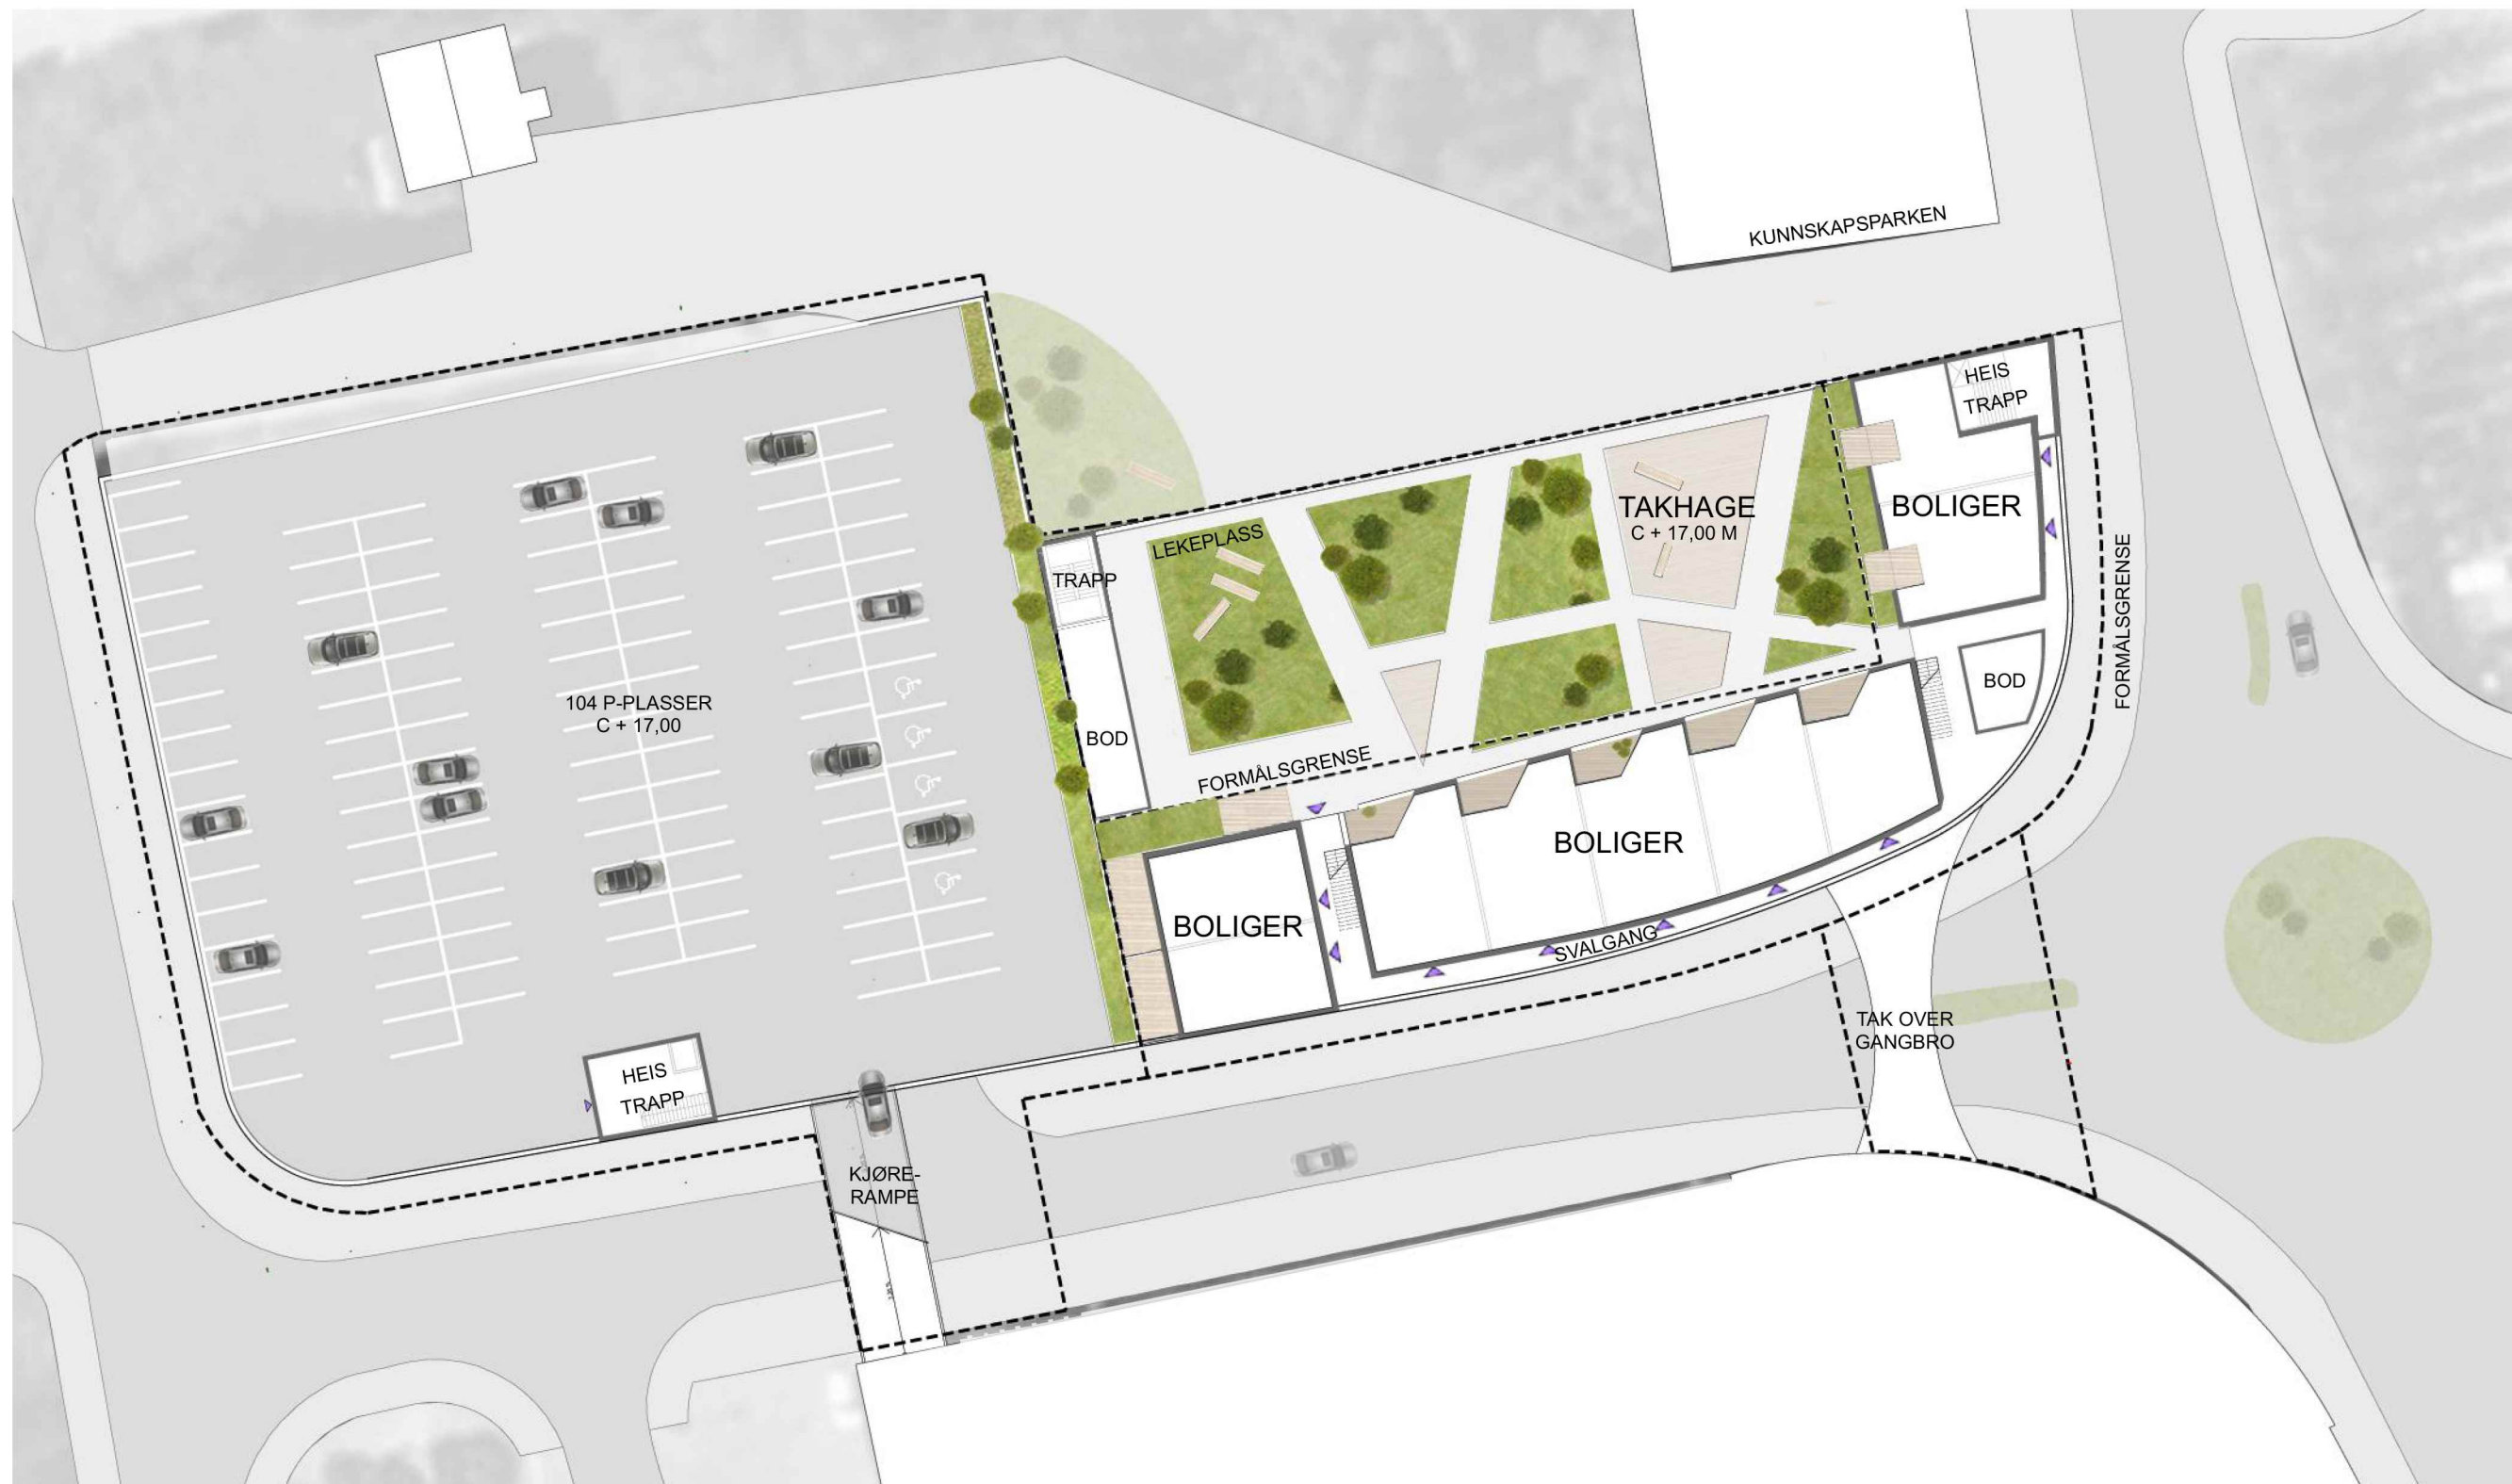 KUNNSKAPSPARKEN
HEIS
TRAPP
TAKHAGE
C + 17,00 M
BOLIGER
LEKEPLASS
TRAPP
FORMÅLSGRENSE
BOD
104 P-PLASSER
C + 17,00
BOD
FORMÅLSGRENSE
BOLIGER
BOLIGER
SVALGANG
TAK OVER
GANGBRO
HEIS
TRAPP
KJØRE-
RAMPE